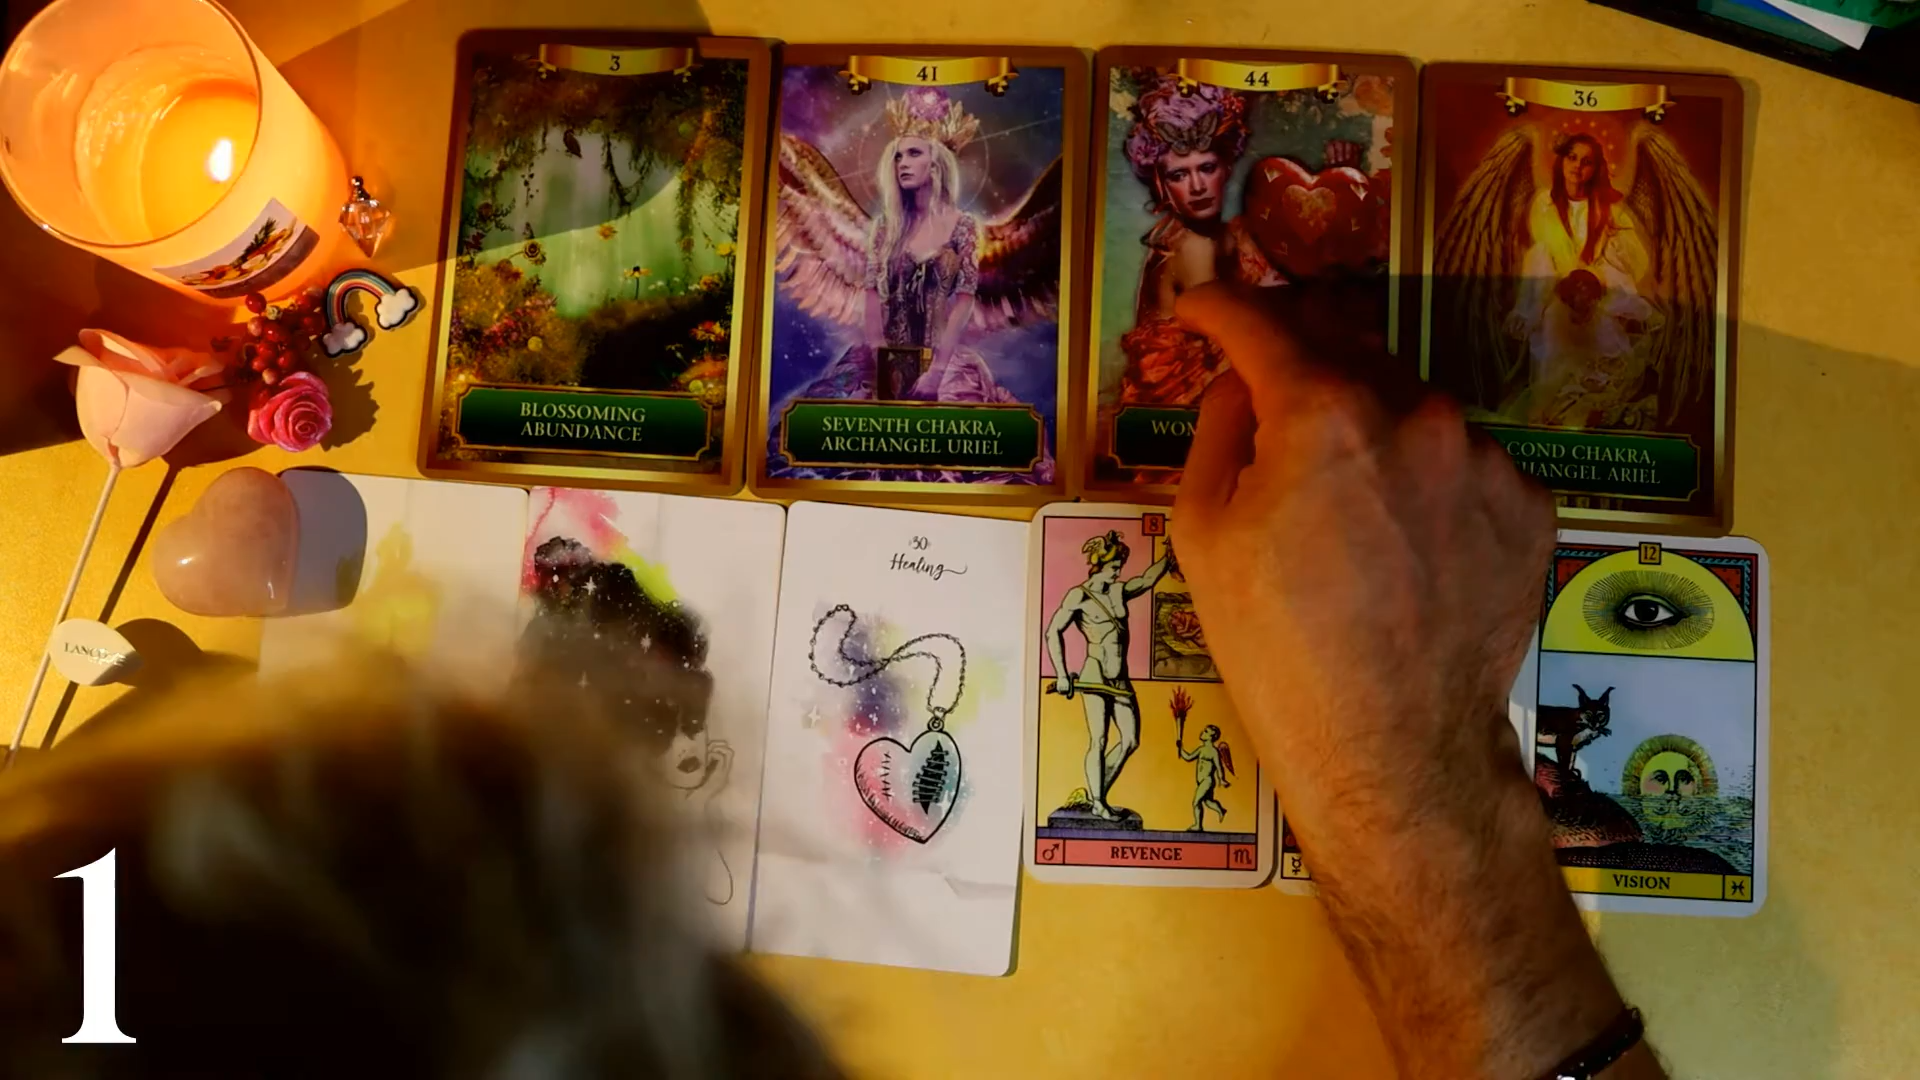 3
41
44
36
BLOSSOMING
ABUNDANCE
SEVENTH CHAKRA,
ARCHANGEL URIEL
WOM
COND CHAKRA,
HANGEL ARIEL
30
Healing
8
12
REVENGE
VISION
1